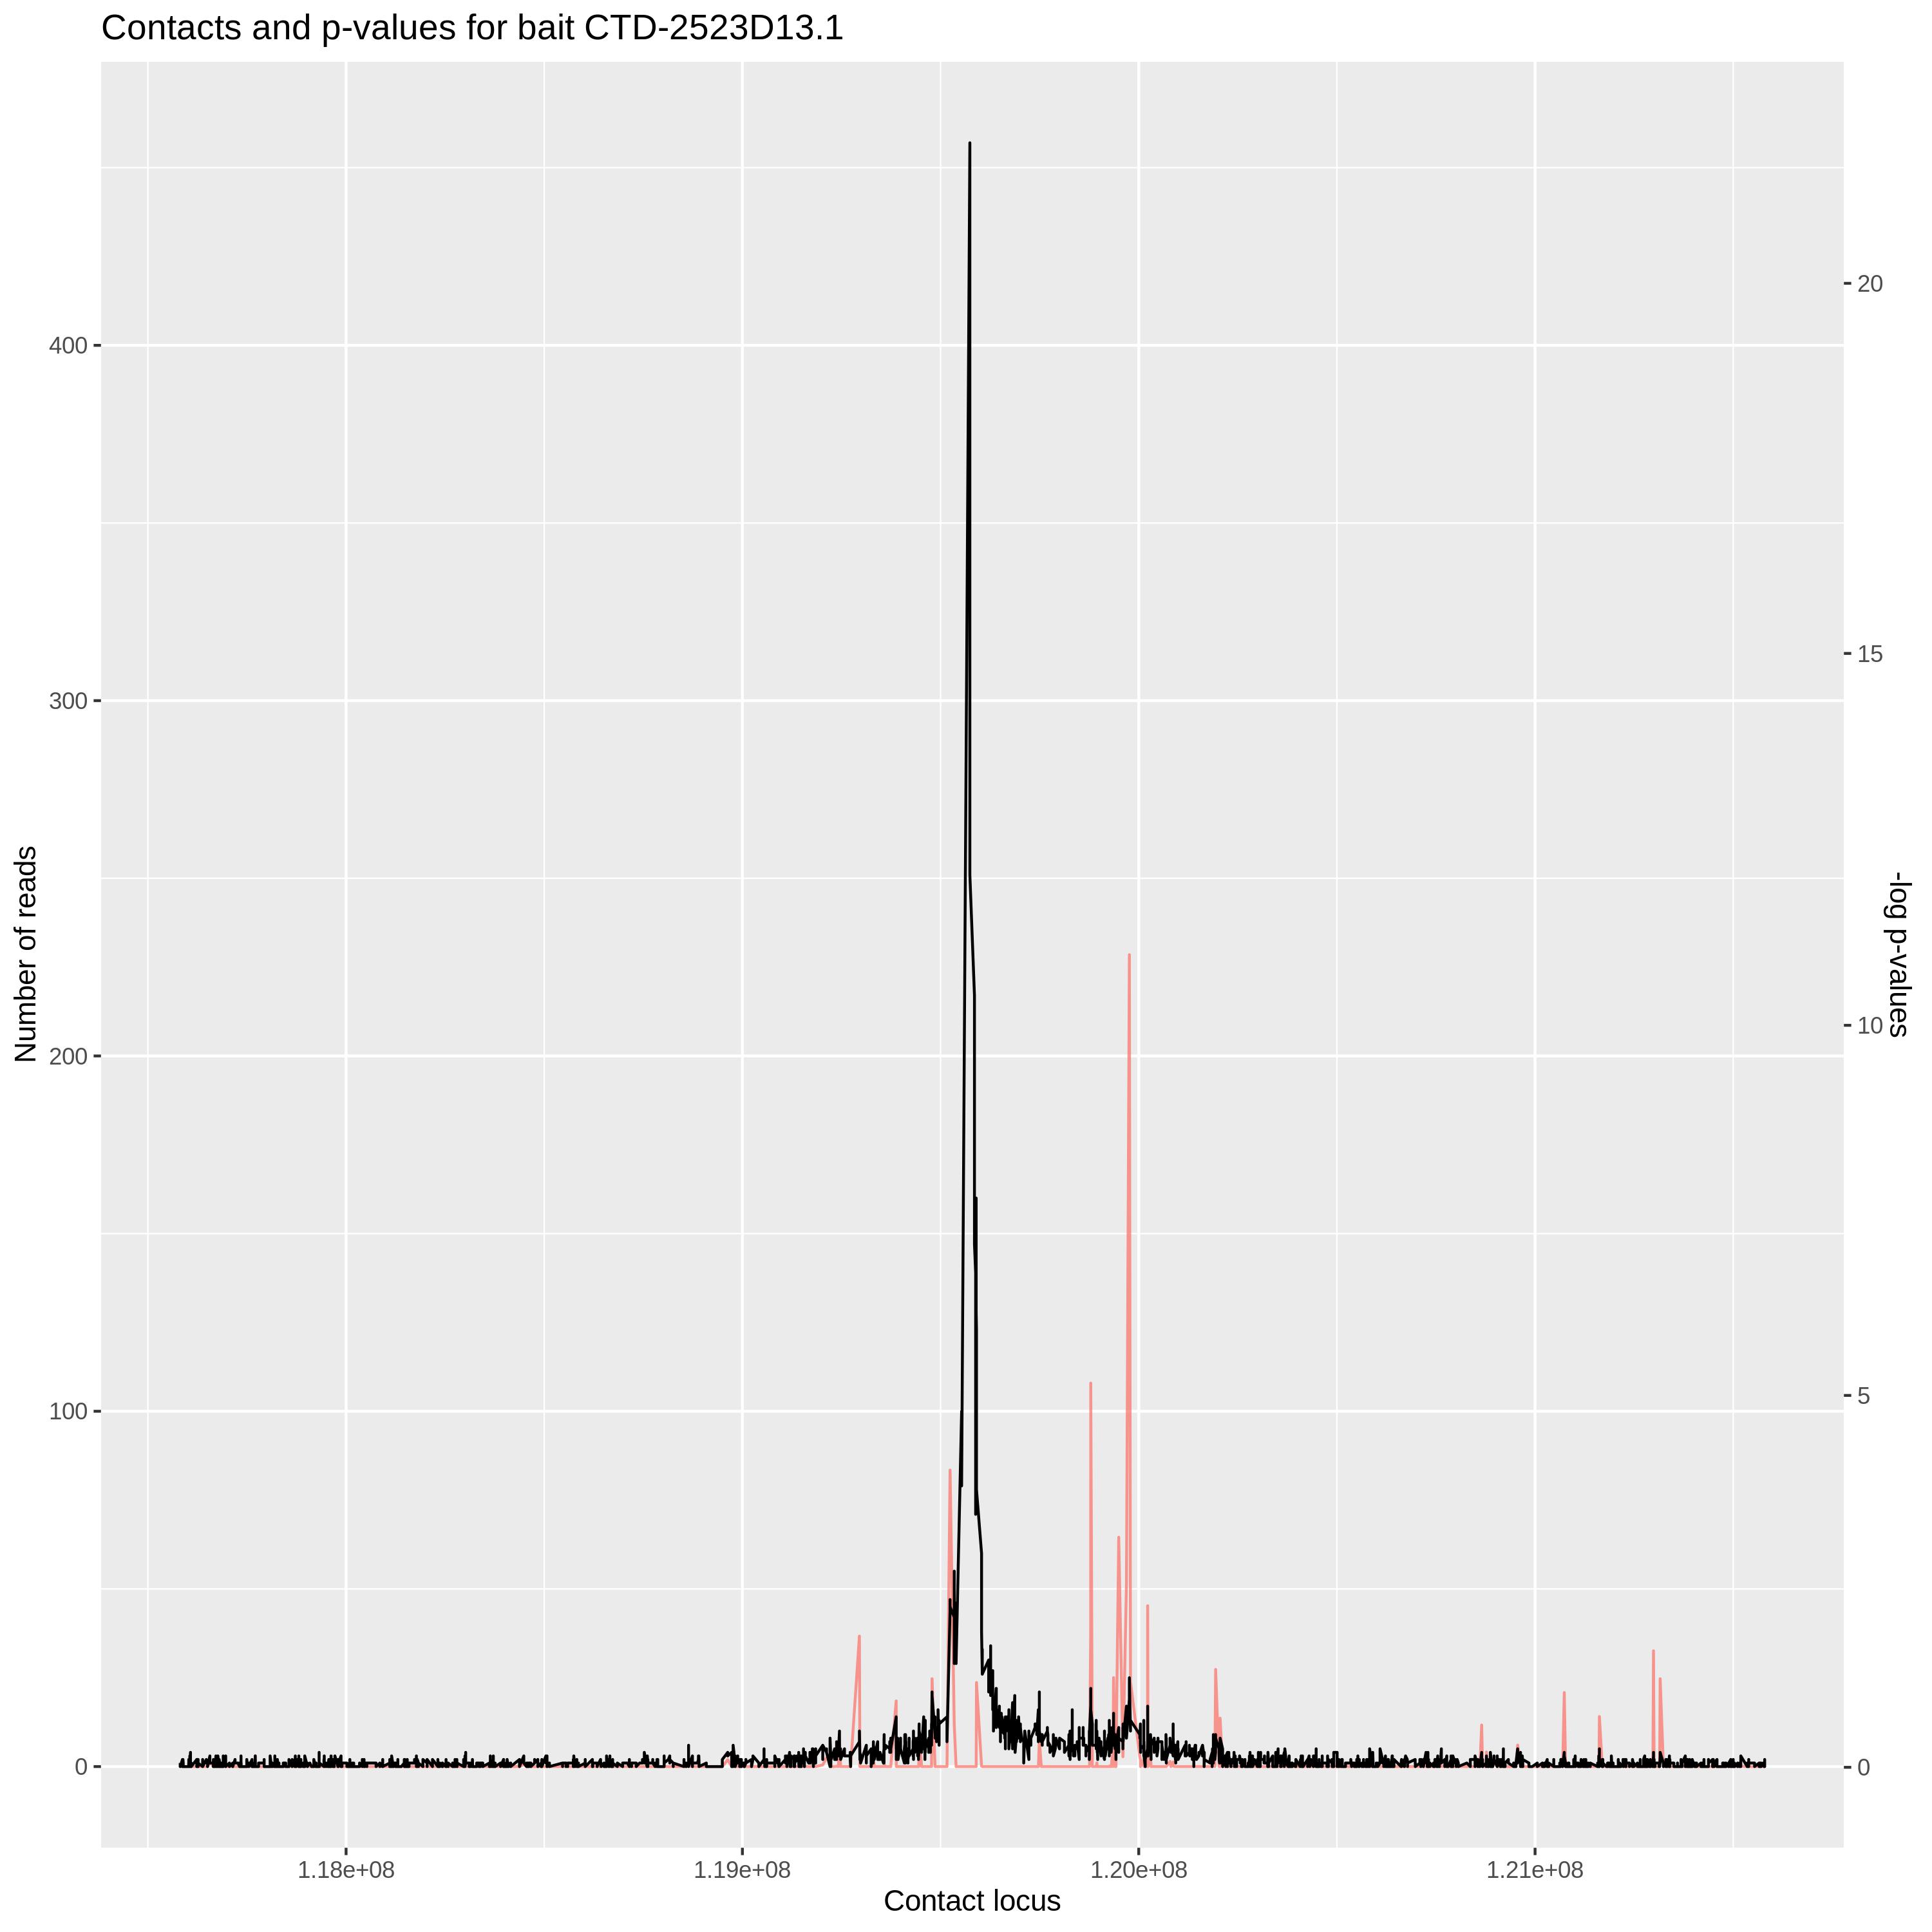 Contacts and p-values for bait CTD-2523D13.1
400
300
200
100
0
Number of reads
20
15
10
5
0
-log p-values
1.18e+08
1.19e+08
1.20e+08
1.21e+08
Contact locus